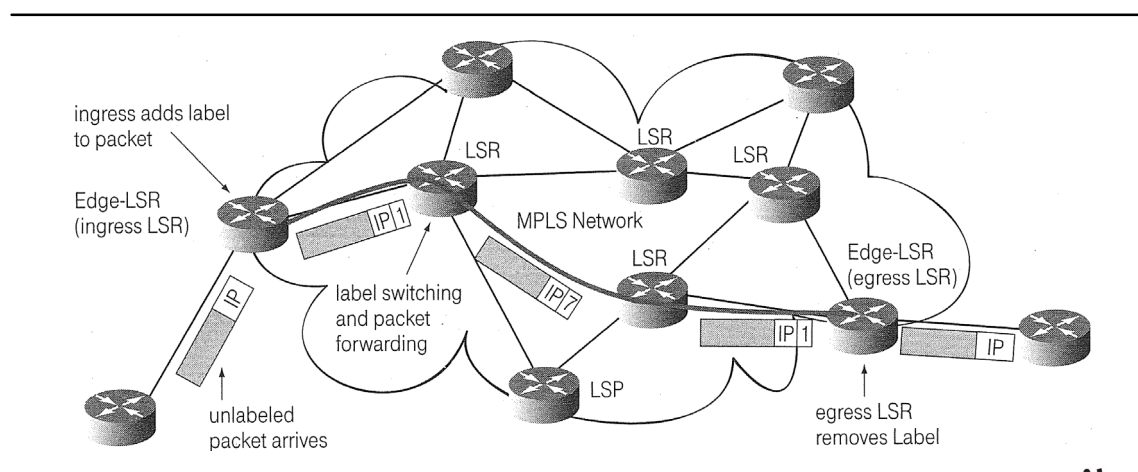 ingress adds label
to packet
Edge-LSR
(ingress LSR)
LSR
LSR
LSR
MPLS Network
IP 1
IP
IP 7
LSR
Edge-LSR
(egress LSR)
label switching
and packet
forwarding
IP 1
IP
LSP
unlabeled
packet arrives
egress LSR
removes Label